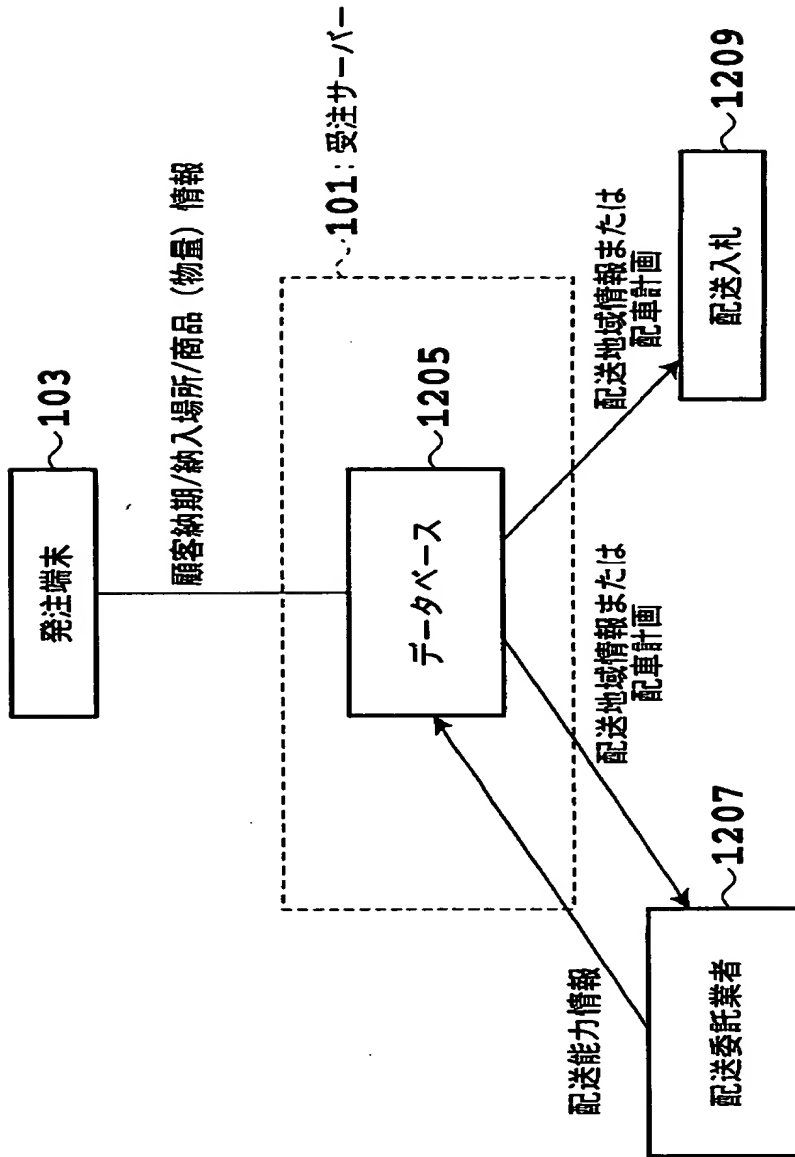 発注端末
103
顧客納期/納入場所/商品（物量）情報
101：受注サーバー
データベース
1205
配送能力情報
配送地域情報または
配車計画
配送地域情報または
配車計画
配送委託業者
1207
配送入札
1209